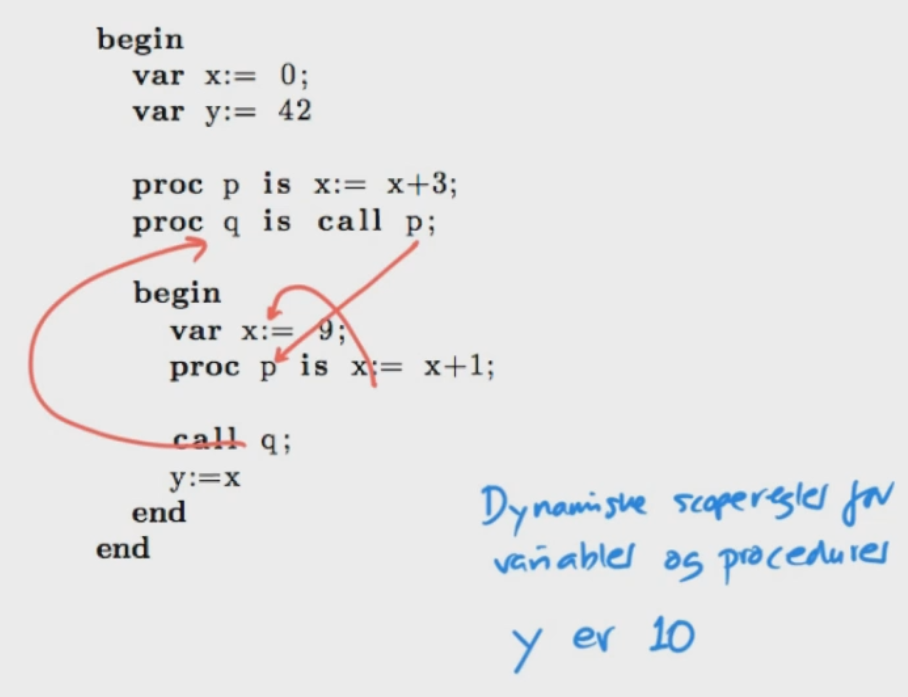 begin
var x:= 0;
var y:= 42
proc p is x:= x+3;
proc q is call p;
begin
var x:= 9;
proc p is x:= x+1;
call q;
y:=x
end
end
Dynamiske scoperegler for
variabler og procedurer
y er 10